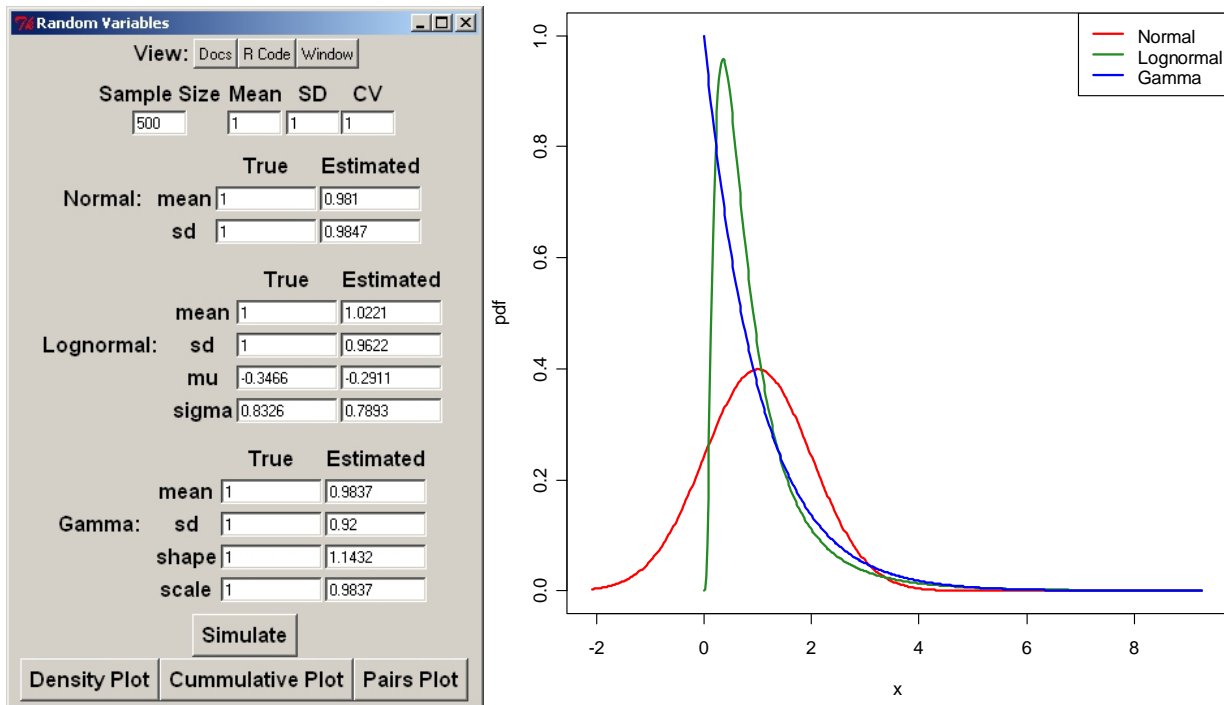 Random Variables
View: Docs R Code Window
Sample Size Mean SD CV
500 1 1 1
True Estimated
Normal: mean 1 0.981
sd 1 0.9847
True Estimated
mean 1 1.0221
Lognormal: sd 1 0.9622
mu -0.3466 -0.2911
sigma 0.8326 0.7893
True Estimated
mean 1 0.9837
Gamma: sd 1 0.92
shape 1 1.1432
scale 1 0.9837
Simulate
Density Plot Cummulative Plot Pairs Plot
Normal
Lognormal
Gamma
pdf
1.0
0.8
0.6
0.4
0.2
0.0
-2 0 2 4 6 8
x